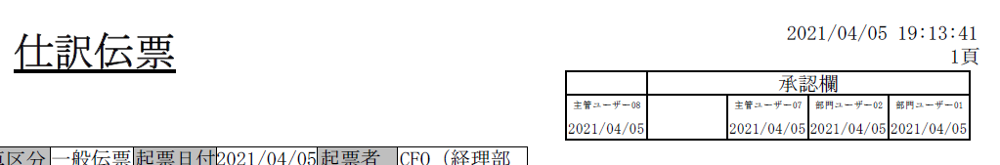 2021/04/05 19:13:41
仕訳伝票
1頁
承認欄
主管ユーザー08 主管ユーザー07 部門ユーザー02 部門ユーザー01
2021/04/05 2021/04/05 2021/04/05 2021/04/05
区分 一般伝票 起票日付 2021/04/05 起票者 CFO (経理部